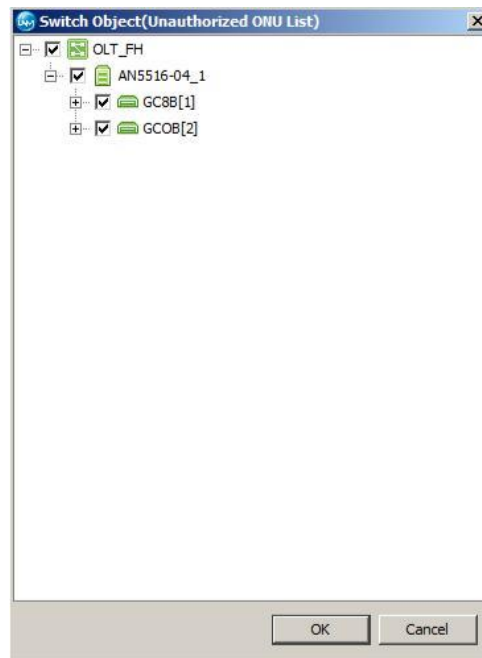 Switch Object(Unauthorized ONU List)
OLT_FH
AN5516-04_1
GC8B[1]
GCOB[2]
OK
Cancel